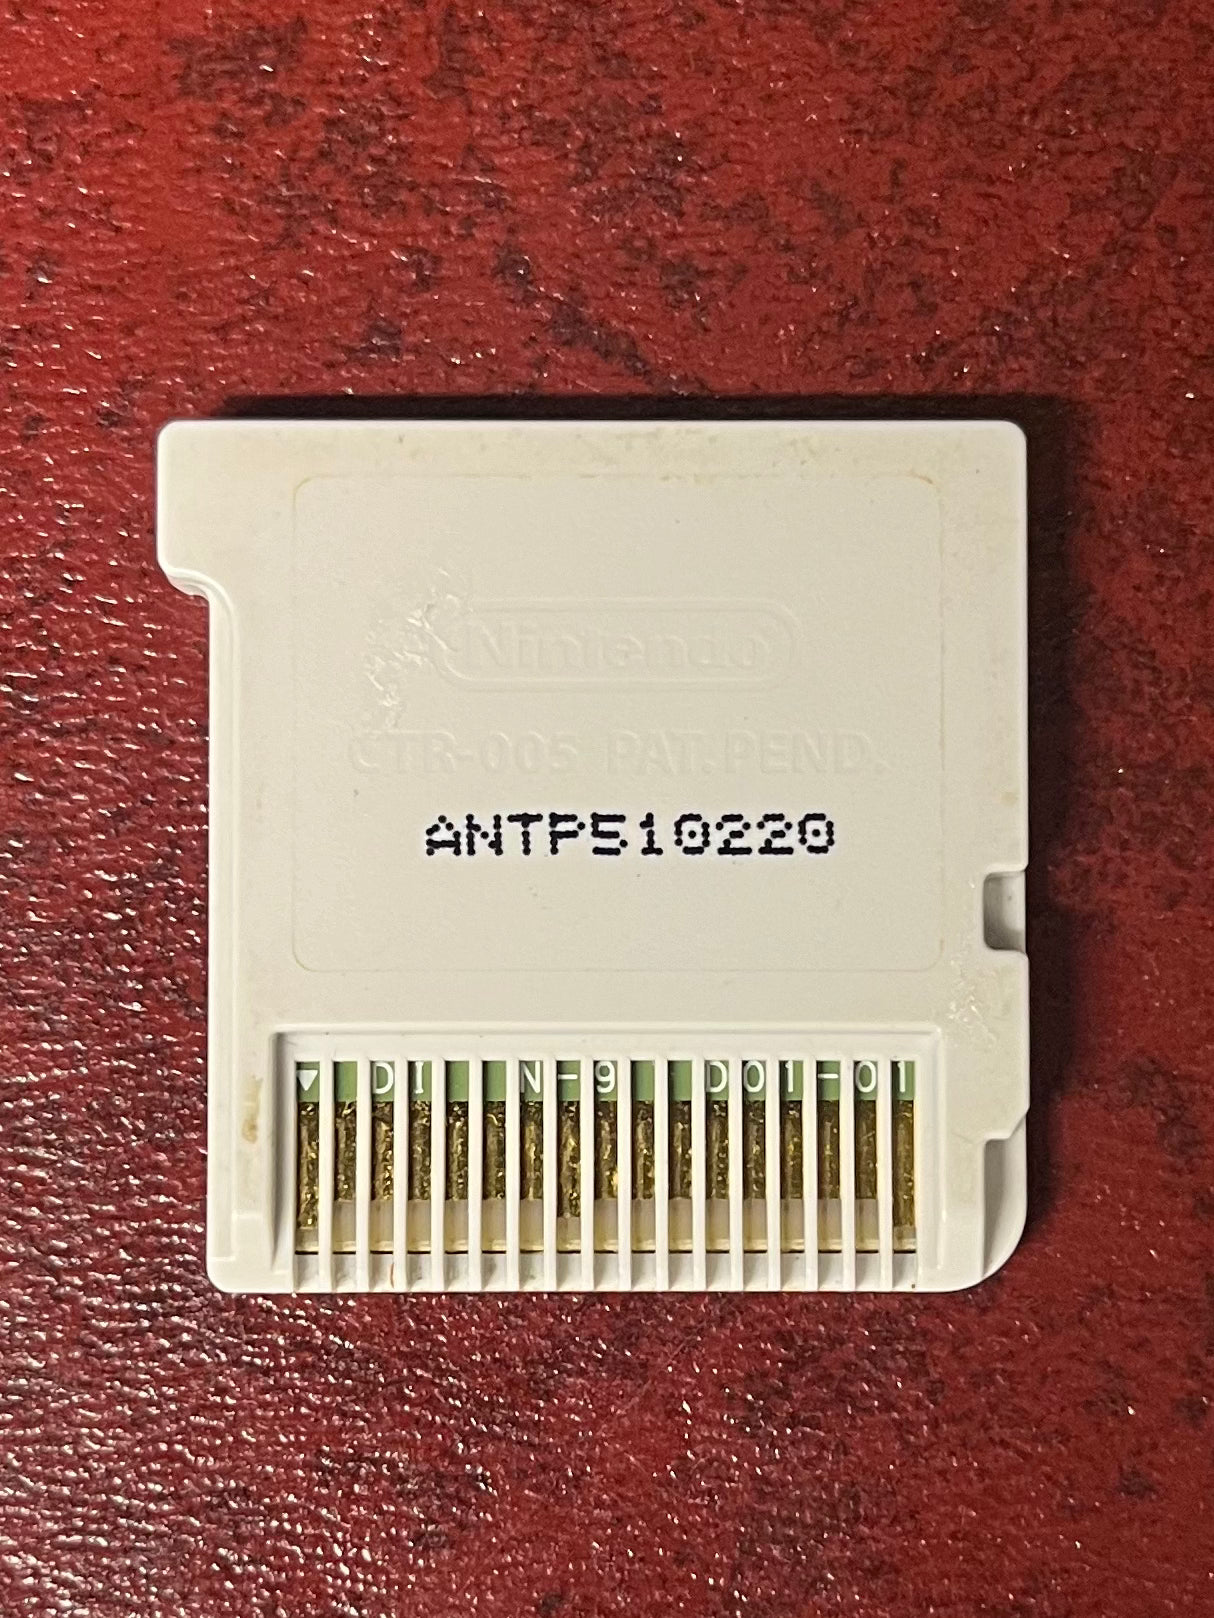 Nintendo
CTR-005 PAT.PEND.
ANTP510220
▼ DI N-9 D01-01